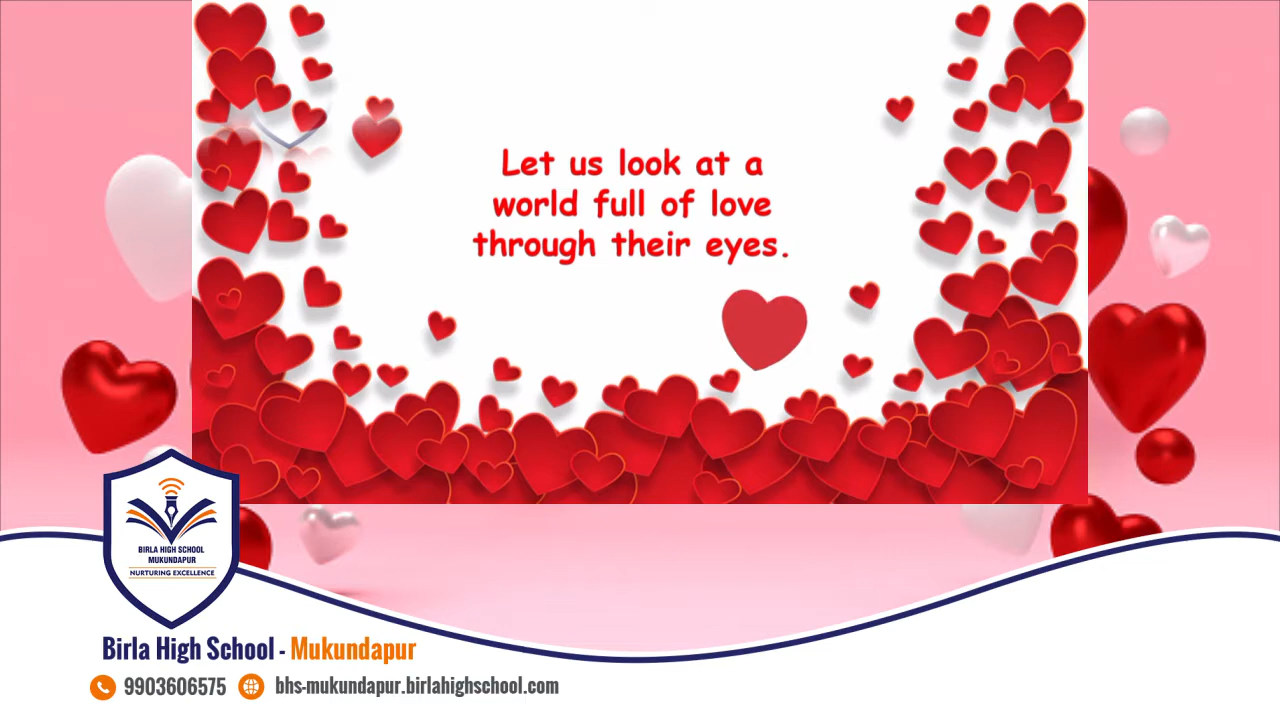 Let us look at a
world full of love
through their eyes.
BIRLA HIGH SCHOOL
MUKUNDAPUR
NURTURING EXCELLENCE
Birla High School - Mukundapur
9903606575 bhs-mukundapur.birlahighschool.com